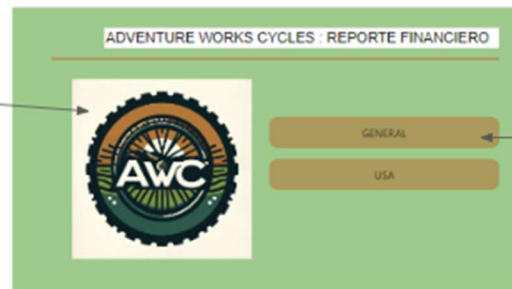 ADVENTURE WORKS CYCLES : REPORTE FINANCIERO
AWC
GENERAL
USA